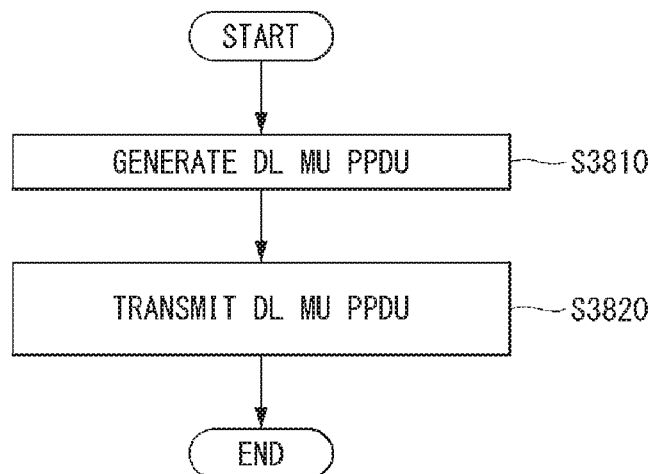 START
GENERATE DL MU PPDU
S3810
TRANSMIT DL MU PPDU
S3820
END